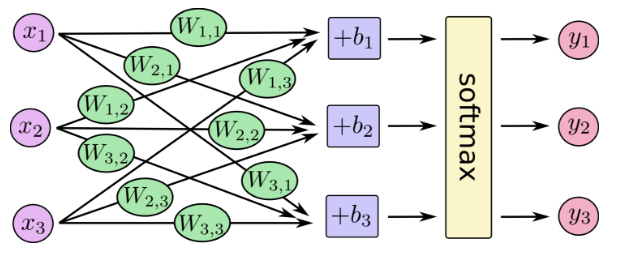 x₁ W₁,₁ +b₁ y₁
W₂,₁ W₁,₃
W₁,₂
x₂ W₂,₂ +b₂ softmax y₂
W₃,₂
W₃,₁
W₂,₃
x₃ W₃,₃ +b₃ y₃